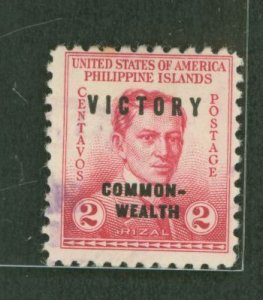 UNITED STATES OF AMERICA
PHILIPPINE ISLANDS
VICTORY
CENTAVOS
POSTAGE
COMMON-
WEALTH
2 2
RIZAL